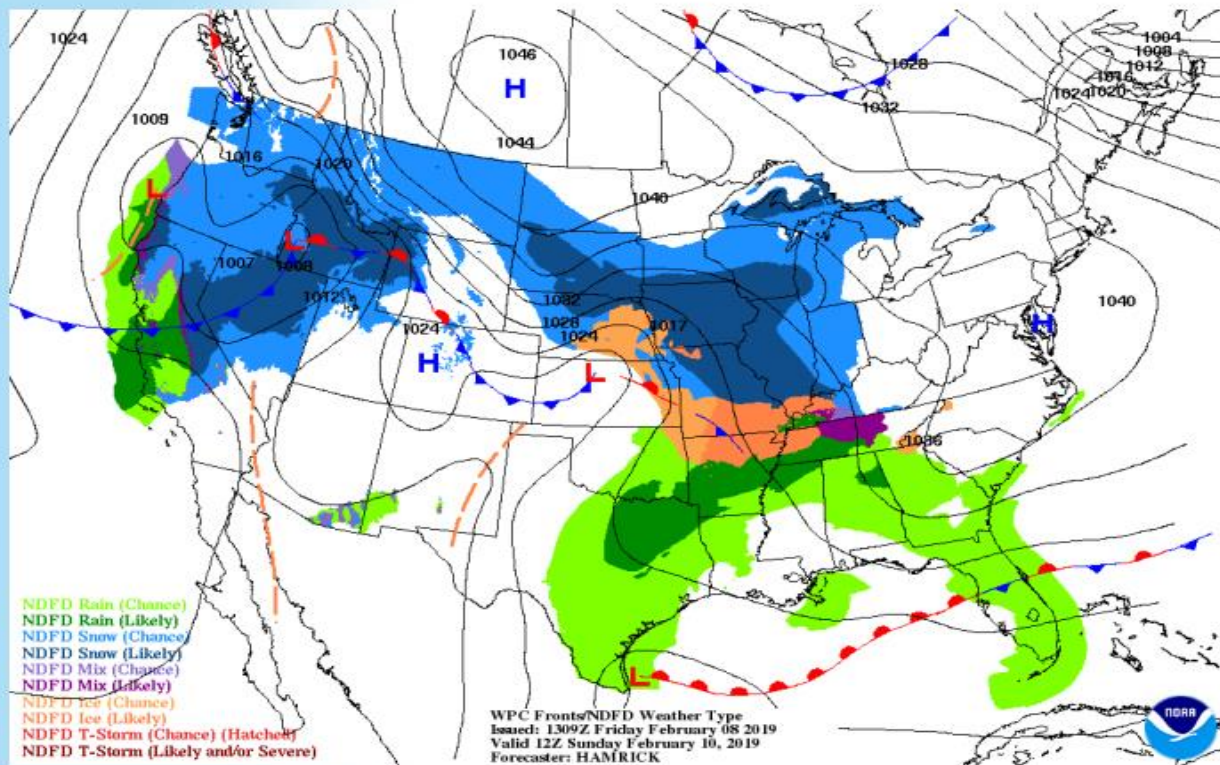 1024
1046
H
1044
1009
1016
1020
1028
1032
1004
1008
1012
1016
1024
1020
L
1040
L
1007
1008
1012
1032
1028
1024
1017
1024
H
L
H
1040
1036
L
NDFD Rain (Chance)
NDFD Rain (Likely)
NDFD Snow (Chance)
NDFD Snow (Likely)
NDFD Mix (Chance)
NDFD Mix (Likely)
NDFD Ice (Chance)
NDFD Ice (Likely)
NDFD T-Storm (Chance) (Hatched)
NDFD T-Storm (Likely and/or Severe)
WPC Fronts/NDFD Weather Type
Issued: 1309Z Friday February 08 2019
Valid 12Z Sunday February 10, 2019
Forecaster: HAMRICK
NOAA